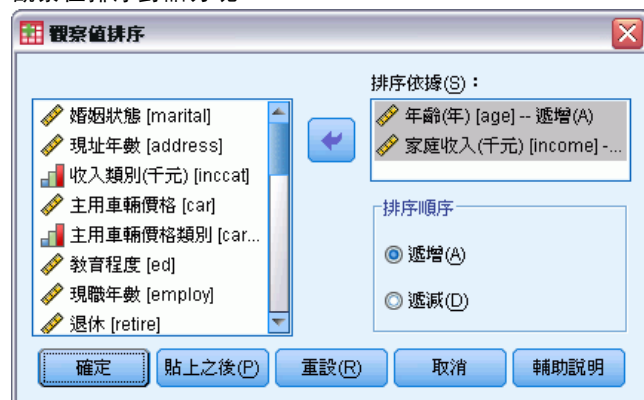 觀察值排序
排序依據(S)：
婚姻狀態 [marital]
現址年數 [address]
收入類別(千元) [inccat]
主用車輛價格 [car]
主用車輛價格類別 [car...
教育程度 [ed]
現職年數 [employ]
退休 [retire]
年齡(年) [age] -- 遞增(A)
家庭收入(千元) [income] -...
排序順序
遞增(A)
遞減(D)
確定
貼上之後(P)
重設(R)
取消
輔助說明